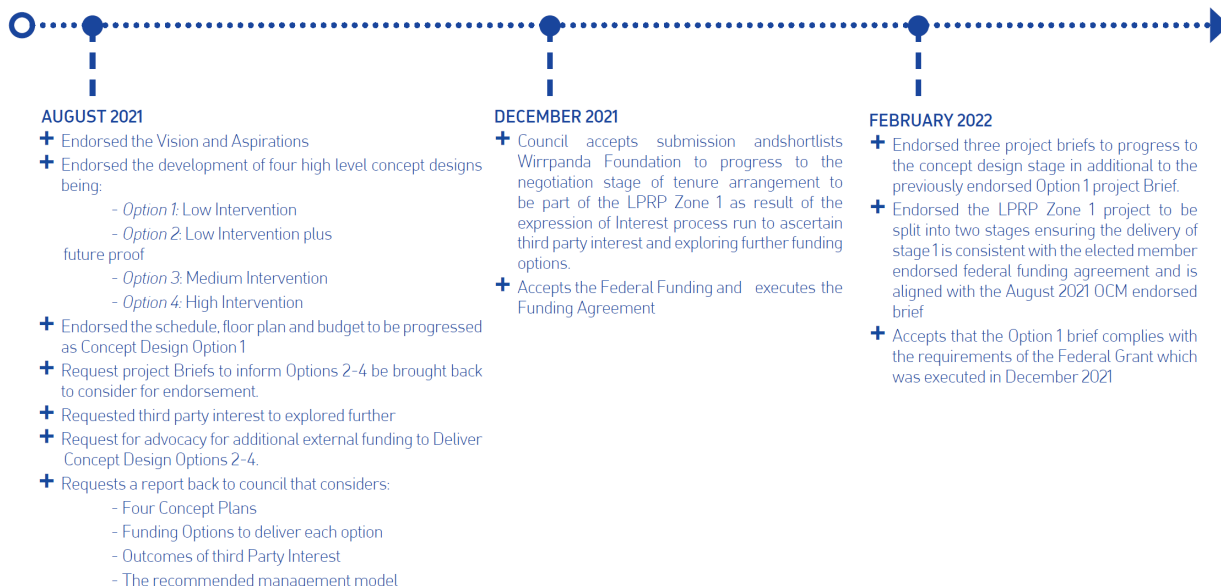 AUGUST 2021
+ Endorsed the Vision and Aspirations
+ Endorsed the development of four high level concept designs
being:
- Option 1: Low Intervention
- Option 2: Low Intervention plus
future proof
- Option 3: Medium Intervention
- Option 4: High Intervention
+ Endorsed the schedule, floor plan and budget to be progressed
as Concept Design Option 1
+ Request project Briefs to inform Options 2-4 be brought back
to consider for endorsement.
+ Requested third party interest to explored further
+ Request for advocacy for additional external funding to Deliver
Concept Design Options 2-4.
+ Requests a report back to council that considers:
- Four Concept Plans
- Funding Options to deliver each option
- Outcomes of third Party Interest
- The recommended management model
DECEMBER 2021
+ Council accepts submission andshortlists
Wirrpanda Foundation to progress to the
negotiation stage of tenure arrangement to
be part of the LPRP Zone 1 as result of the
expression of Interest process run to ascertain
third party interest and exploring further funding
options.
+ Accepts the Federal Funding and executes the
Funding Agreement
FEBRUARY 2022
+ Endorsed three project briefs to progress to
the concept design stage in additional to the
previously endorsed Option 1 project Brief.
+ Endorsed the LPRP Zone 1 project to be
split into two stages ensuring the delivery of
stage 1 is consistent with the elected member
endorsed federal funding agreement and is
aligned with the August 2021 OCM endorsed
brief
+ Accepts that the Option 1 brief complies with
the requirements of the Federal Grant which
was executed in December 2021